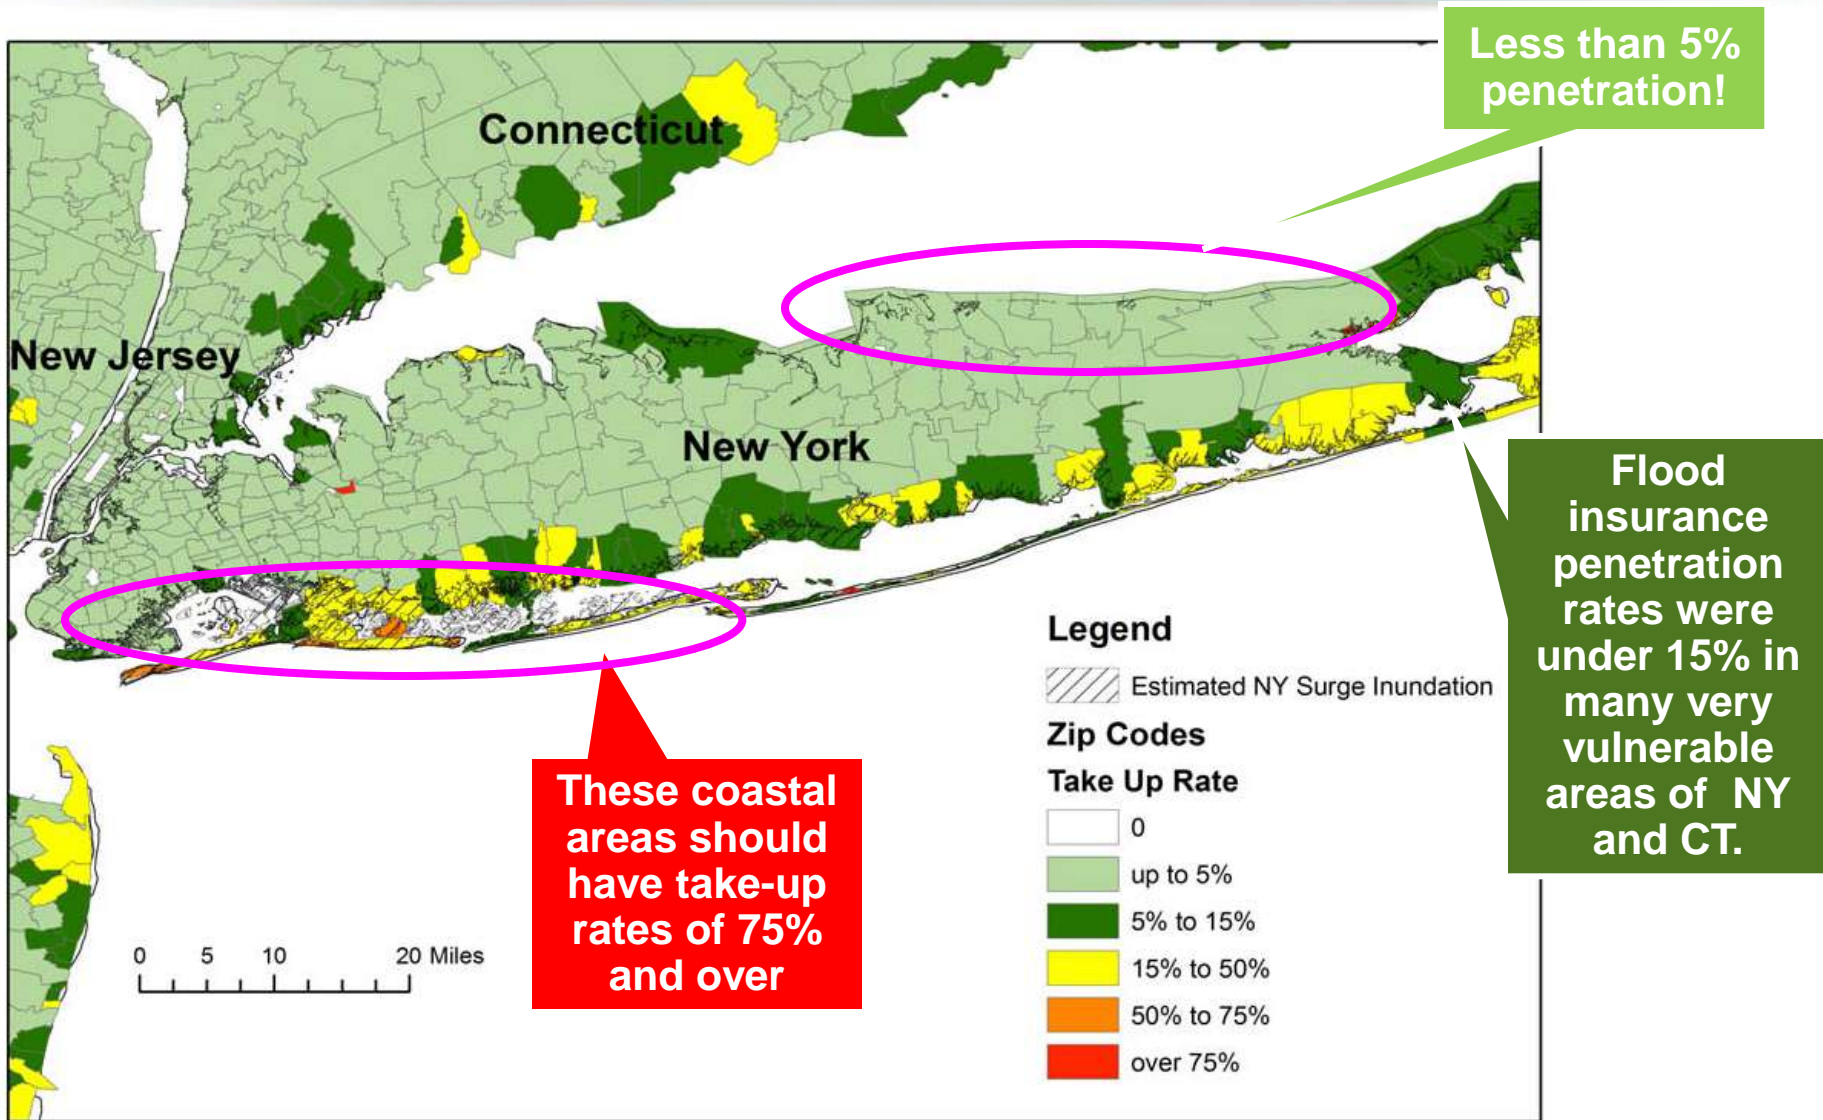 Less than 5%
penetration!
Connecticut
New Jersey
New York
Flood
insurance
penetration
rates were
under 15% in
many very
vulnerable
areas of NY
and CT.
These coastal
areas should
have take-up
rates of 75%
and over
0 5 10 20 Miles
Legend
Estimated NY Surge Inundation
Zip Codes
Take Up Rate
0
up to 5%
5% to 15%
15% to 50%
50% to 75%
over 75%